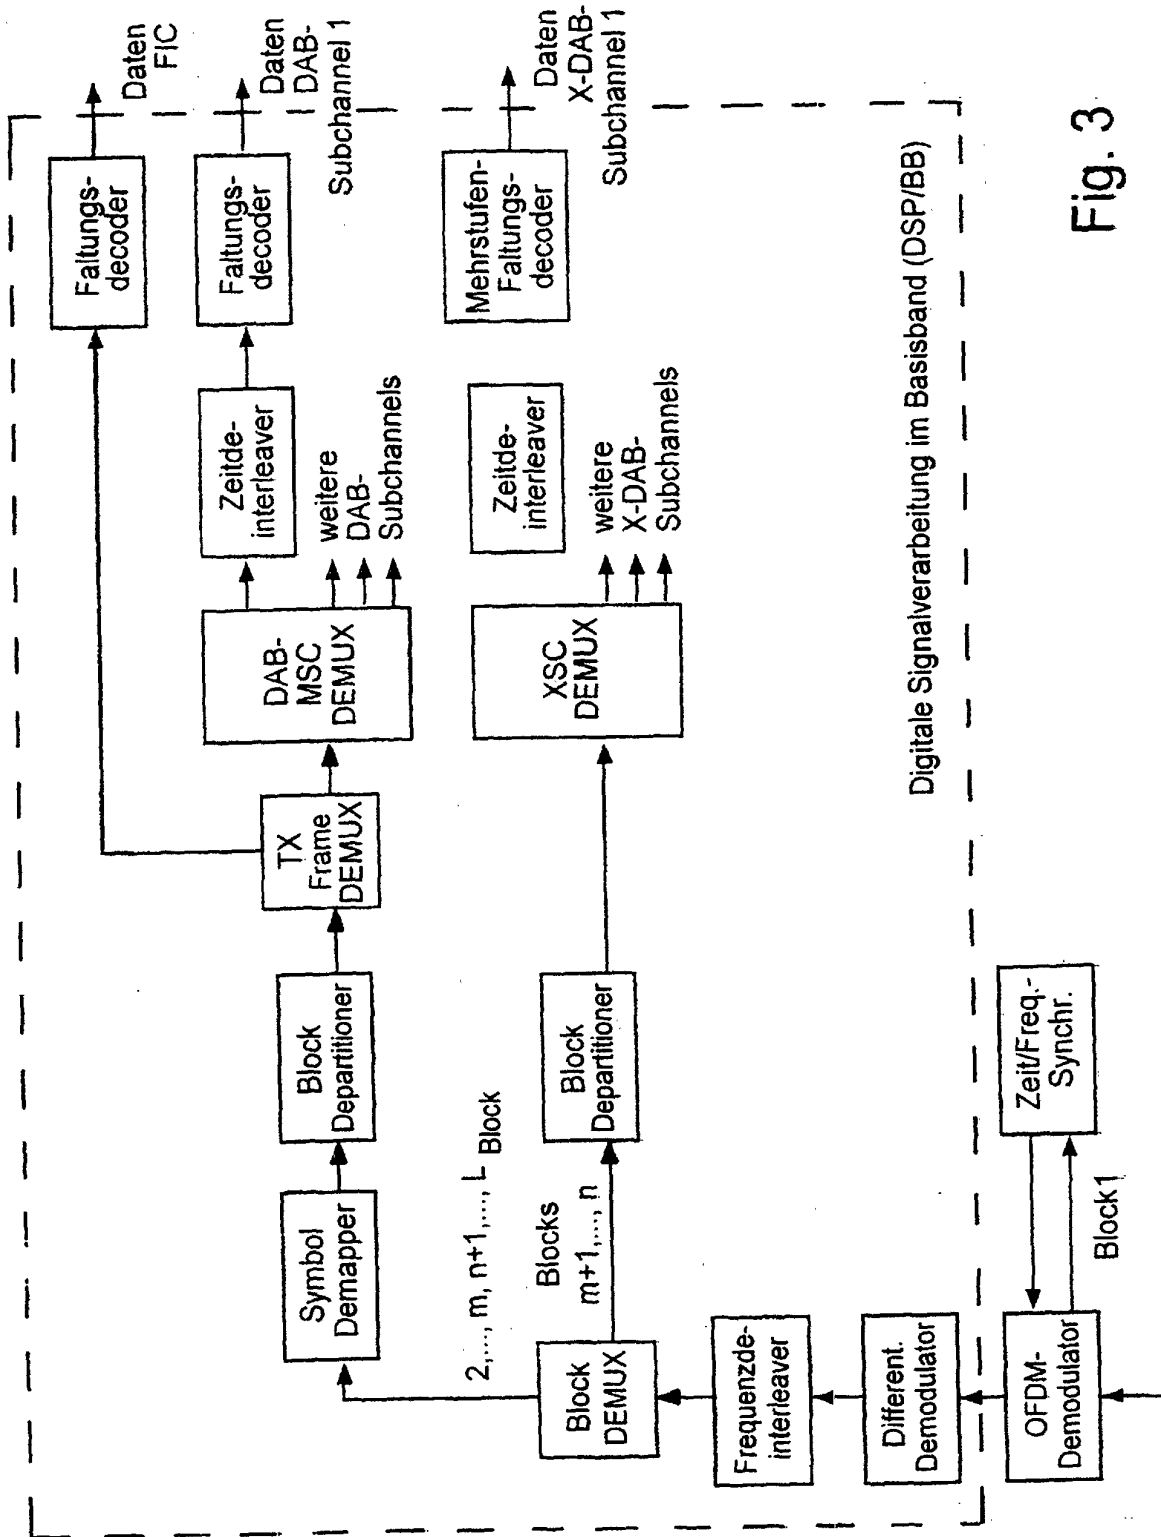 Daten
FIC
Daten
DAB-
Subchannel 1
Daten
X-DAB-
Subchannel 1
Faltungs-
decoder
Faltungs-
decoder
Mehrstufen-
Faltungs-
decoder
Zeitde-
interleaver
Zeitde-
interleaver
weitere
DAB-
Subchannels
weitere
X-DAB-
Subchannels
DAB-
MSC
DEMUX
XSC
DEMUX
TX
Frame
DEMUX
Block
Departitioner
Block
Departitioner
Symbol
Demapper
2,..., m, n+1,..., L Block
Blocks
m+1,..., n
Block
DEMUX
Frequenzde-
interleaver
Different.
Demodulator
OFDM-
Demodulator
Zeit/Freq.-
Synchr.
Block1
Digitale Signalverarbeitung im Basisband (DSP/BB)
Fig. 3